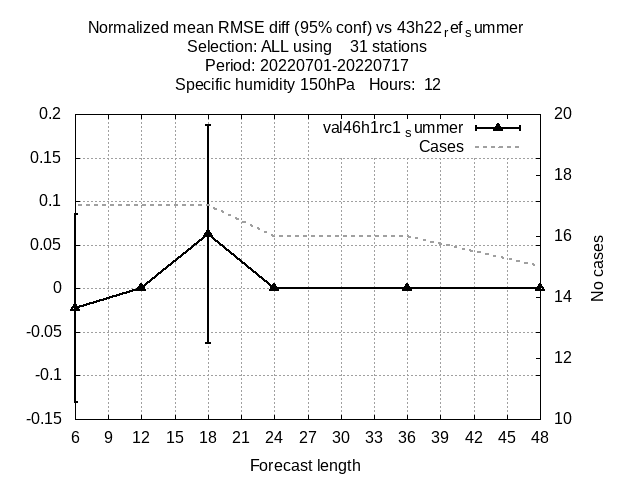 Normalized mean RMSE diff (95% conf) vs 43h22ref summer
Selection: ALL using 31 stations
Period: 20220701-20220717
Specific humidity 150hPa Hours: 12
val46h1rc1summer
Cases
0.2
0.15
0.1
0.05
0
-0.05
-0.1
-0.15
20
18
16
14
12
10
No cases
6 9 12 15 18 21 24 27 30 33 36 39 42 45 48
Forecast length